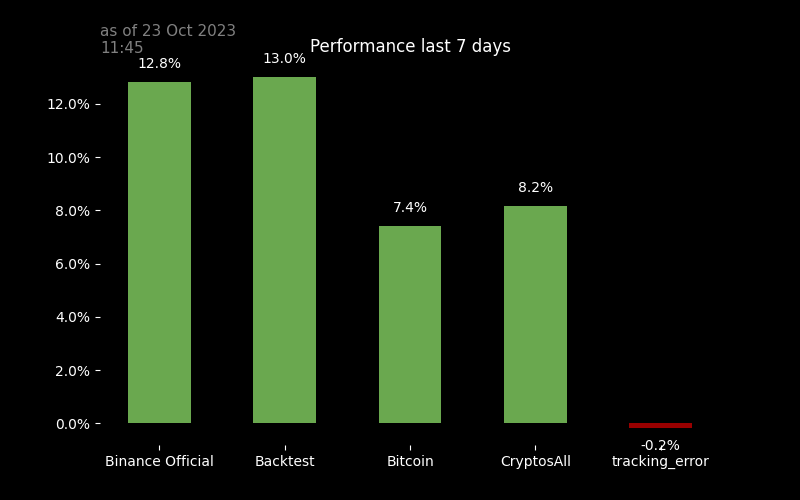 as of 23 Oct 2023
11:45
Performance last 7 days
12.8%
13.0%
7.4%
8.2%
-0.2%
12.0%
10.0%
8.0%
6.0%
4.0%
2.0%
0.0%
Binance Official
Backtest
Bitcoin
CryptosAll
tracking_error